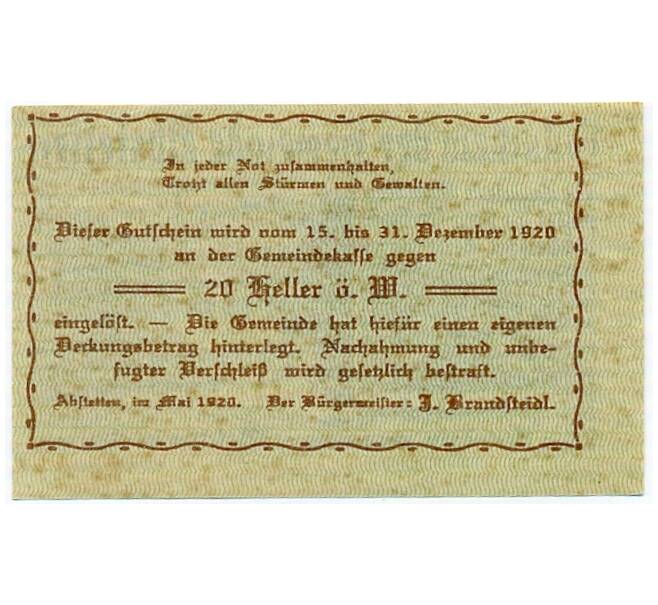 In jeder Not zusammenhalten,
Trotzt allen Stürmen und Gewalten.
Dieser Gutschein wird vom 15. bis 31. Dezember 1920
an der Gemeindekasse gegen
20 Heller ö. W.
eingelöst. — Die Gemeinde hat hiefür einen eigenen
Deckungsbetrag hinterlegt. Nachahmung und unbe-
fugter Verschleiß wird gesetzlich bestraft.
Abstetten, im Mai 1920. Der Bürgermeister: J. Brandsteidl.